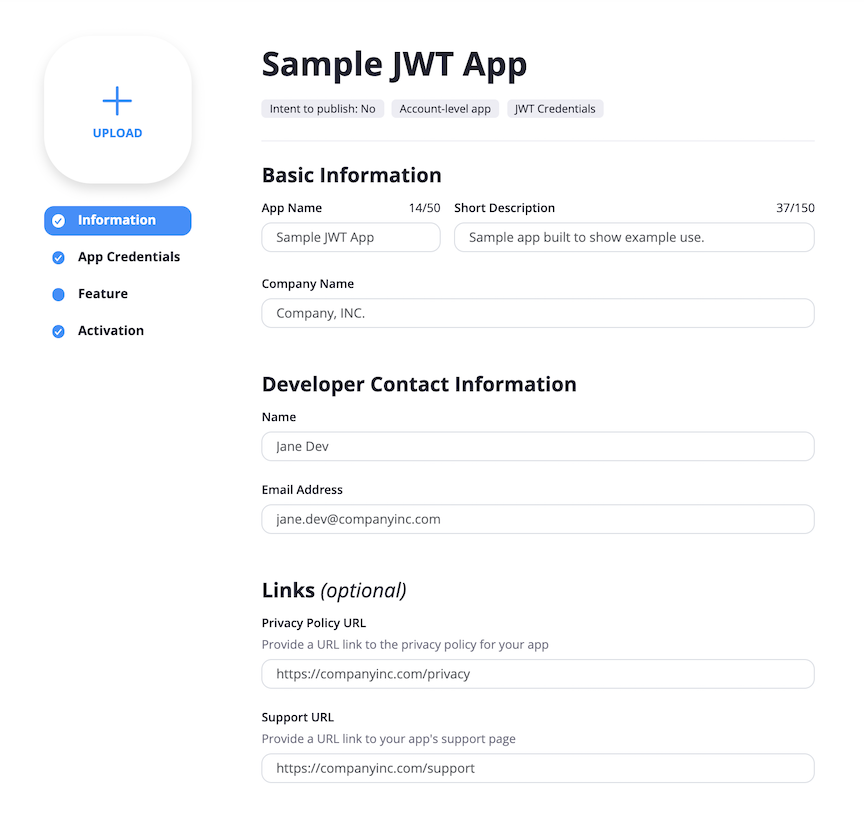 UPLOAD
Information
App Credentials
Feature
Activation
Sample JWT App
Intent to publish: No Account-level app JWT Credentials
Basic Information
App Name 14/50 Short Description 37/150
Sample JWT App Sample app built to show example use.
Company Name
Company, INC.
Developer Contact Information
Name
Jane Dev
Email Address
jane.dev@companyinc.com
Links (optional)
Privacy Policy URL
Provide a URL link to the privacy policy for your app
https://companyinc.com/privacy
Support URL
Provide a URL link to your app's support page
https://companyinc.com/support